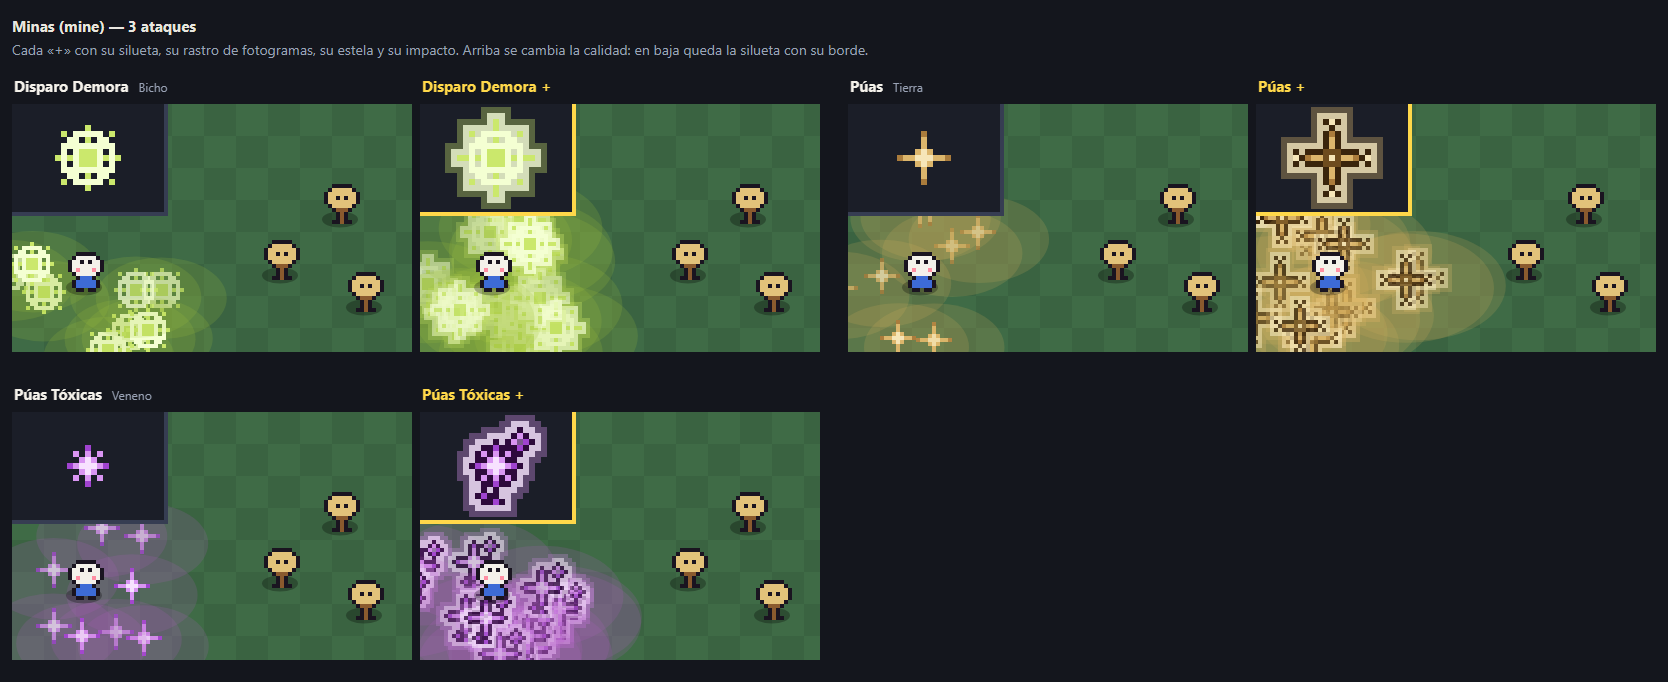 Minas (mine) — 3 ataques
Cada «+» con su silueta, su rastro de fotogramas, su estela y su impacto. Arriba se cambia la calidad: en baja queda la silueta con su borde.
Disparo Demora Bicho
Disparo Demora +
Púas Tierra
Púas +
Púas Tóxicas Veneno
Púas Tóxicas +